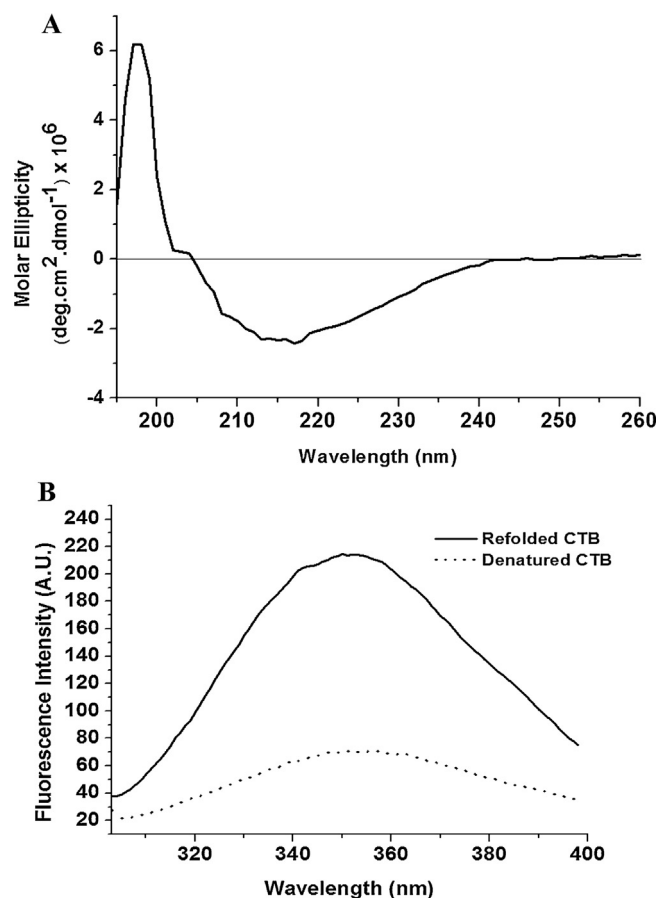 A
6
4
2
0
-2
-4
Molar Ellipticity
(deg.cm².dmol⁻¹) x 10⁶
200 210 220 230 240 250 260
Wavelength (nm)
B
240
220
200
180
160
140
120
100
80
60
40
20
Fluorescence Intensity (A.U.)
Refolded CTB
Denatured CTB
320 340 360 380 400
Wavelength (nm)